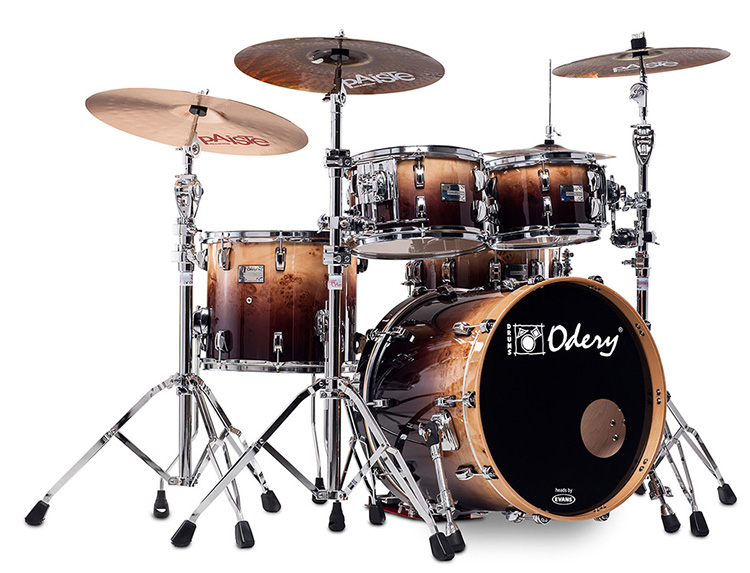 PAISTE
PAISTE
PAISTE
DRUMS
Odery®
heads by
EVANS